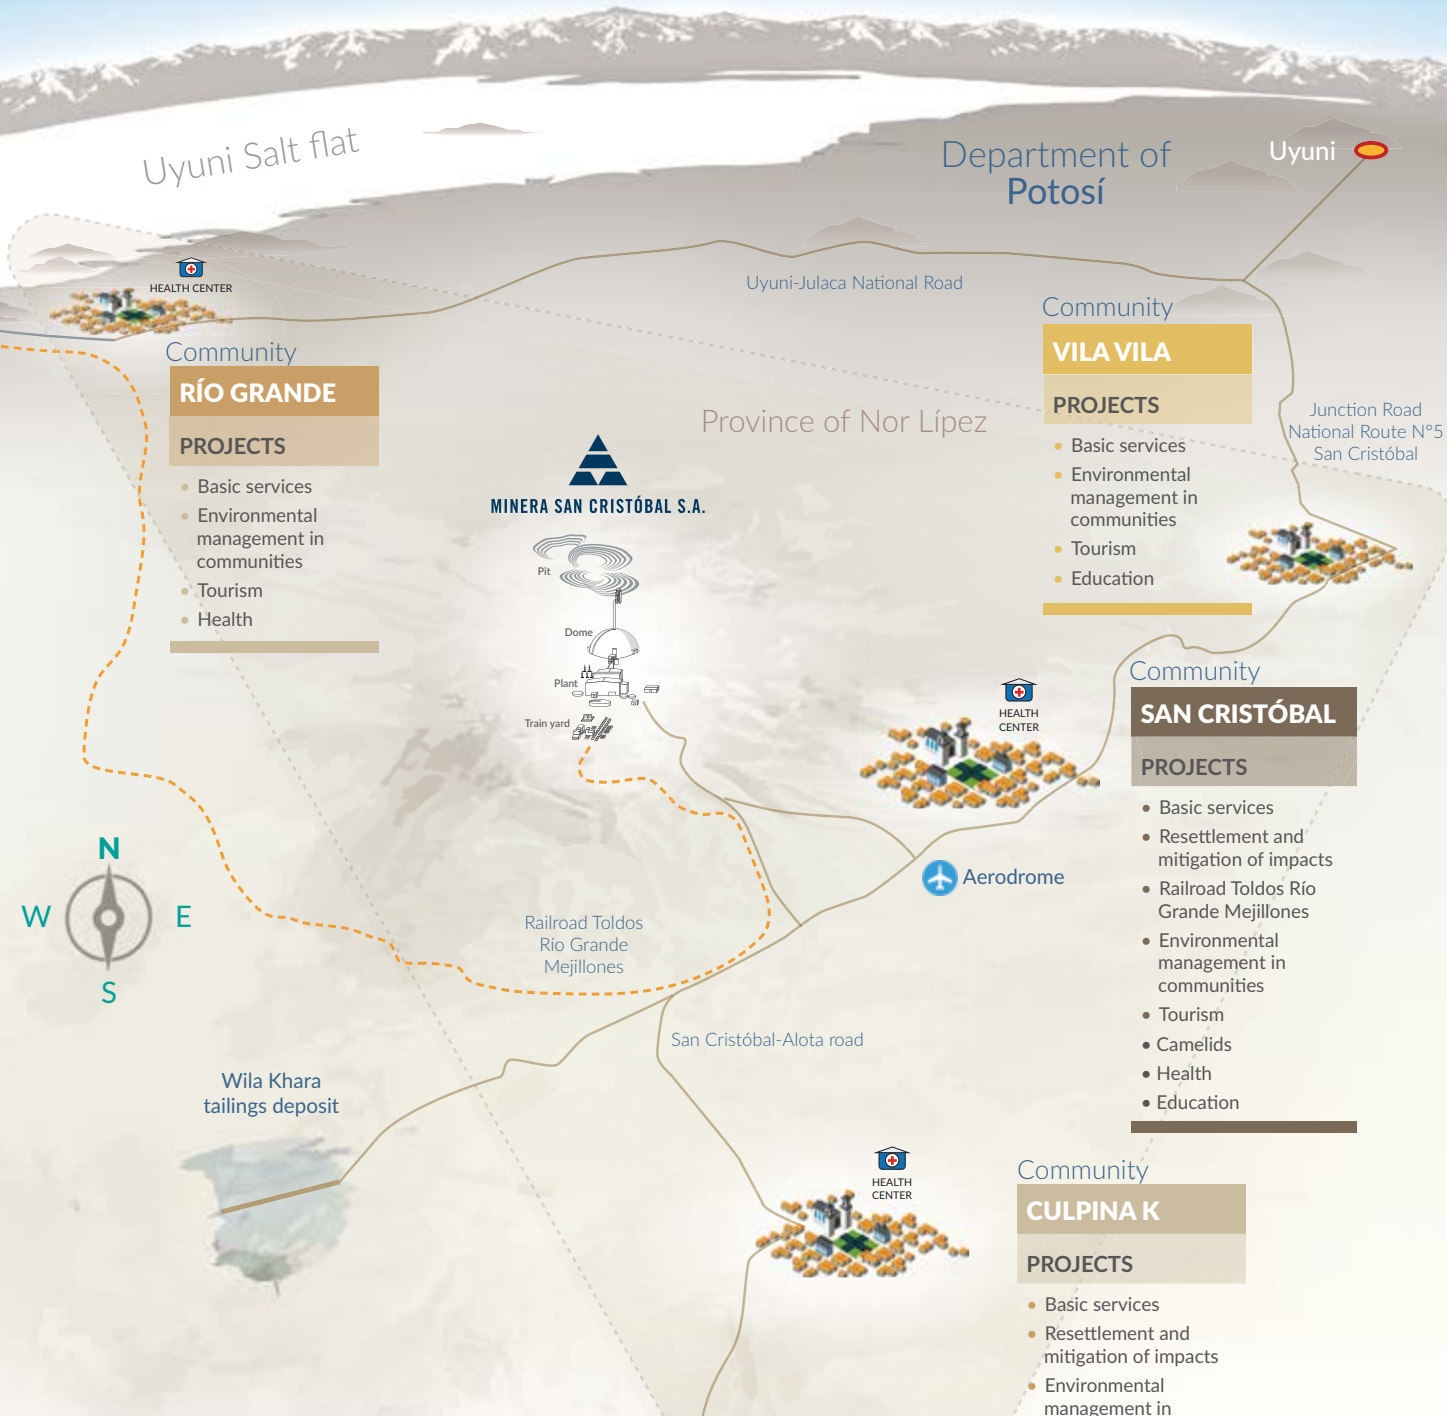 Uyuni Salt flat
Department of
Potosí
Uyuni
HEALTH CENTER
Uyuni-Julaca National Road
Community
RÍO GRANDE
PROJECTS
• Basic services
• Environmental
management in
communities
• Tourism
• Health
Province of Nor Lípez
MINERA SAN CRISTÓBAL S.A.
Pit
Dome
Plant
Train yard
Community
VILA VILA
PROJECTS
• Basic services
• Environmental
management in
communities
• Tourism
• Education
Junction Road
National Route N°5
San Cristóbal
HEALTH
CENTER
Community
SAN CRISTÓBAL
PROJECTS
• Basic services
• Resettlement and
mitigation of impacts
• Railroad Toldos Río
Grande Mejillones
• Environmental
management in
communities
• Tourism
• Camelids
• Health
• Education
Aerodrome
N
W
E
S
Railroad Toldos
Río Grande
Mejillones
San Cristóbal-Alota road
Wila Khara
tailings deposit
HEALTH
CENTER
Community
CULPINA K
PROJECTS
• Basic services
• Resettlement and
mitigation of impacts
• Environmental
management in